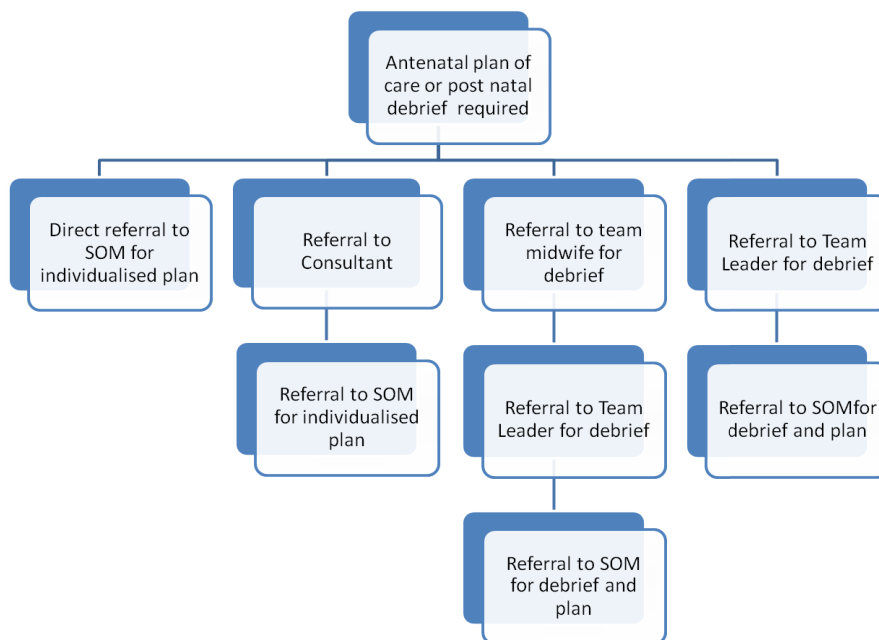 Antenatal plan of
care or post natal
debrief required
Direct referral to
SOM for
individualised plan
Referral to
Consultant
Referral to team
midwife for
debrief
Referral to Team
Leader for debrief
Referral to SOM
for individualised
plan
Referral to Team
Leader for debrief
Referral to SOMfor
debrief and plan
Referral to SOM
for debrief and
plan